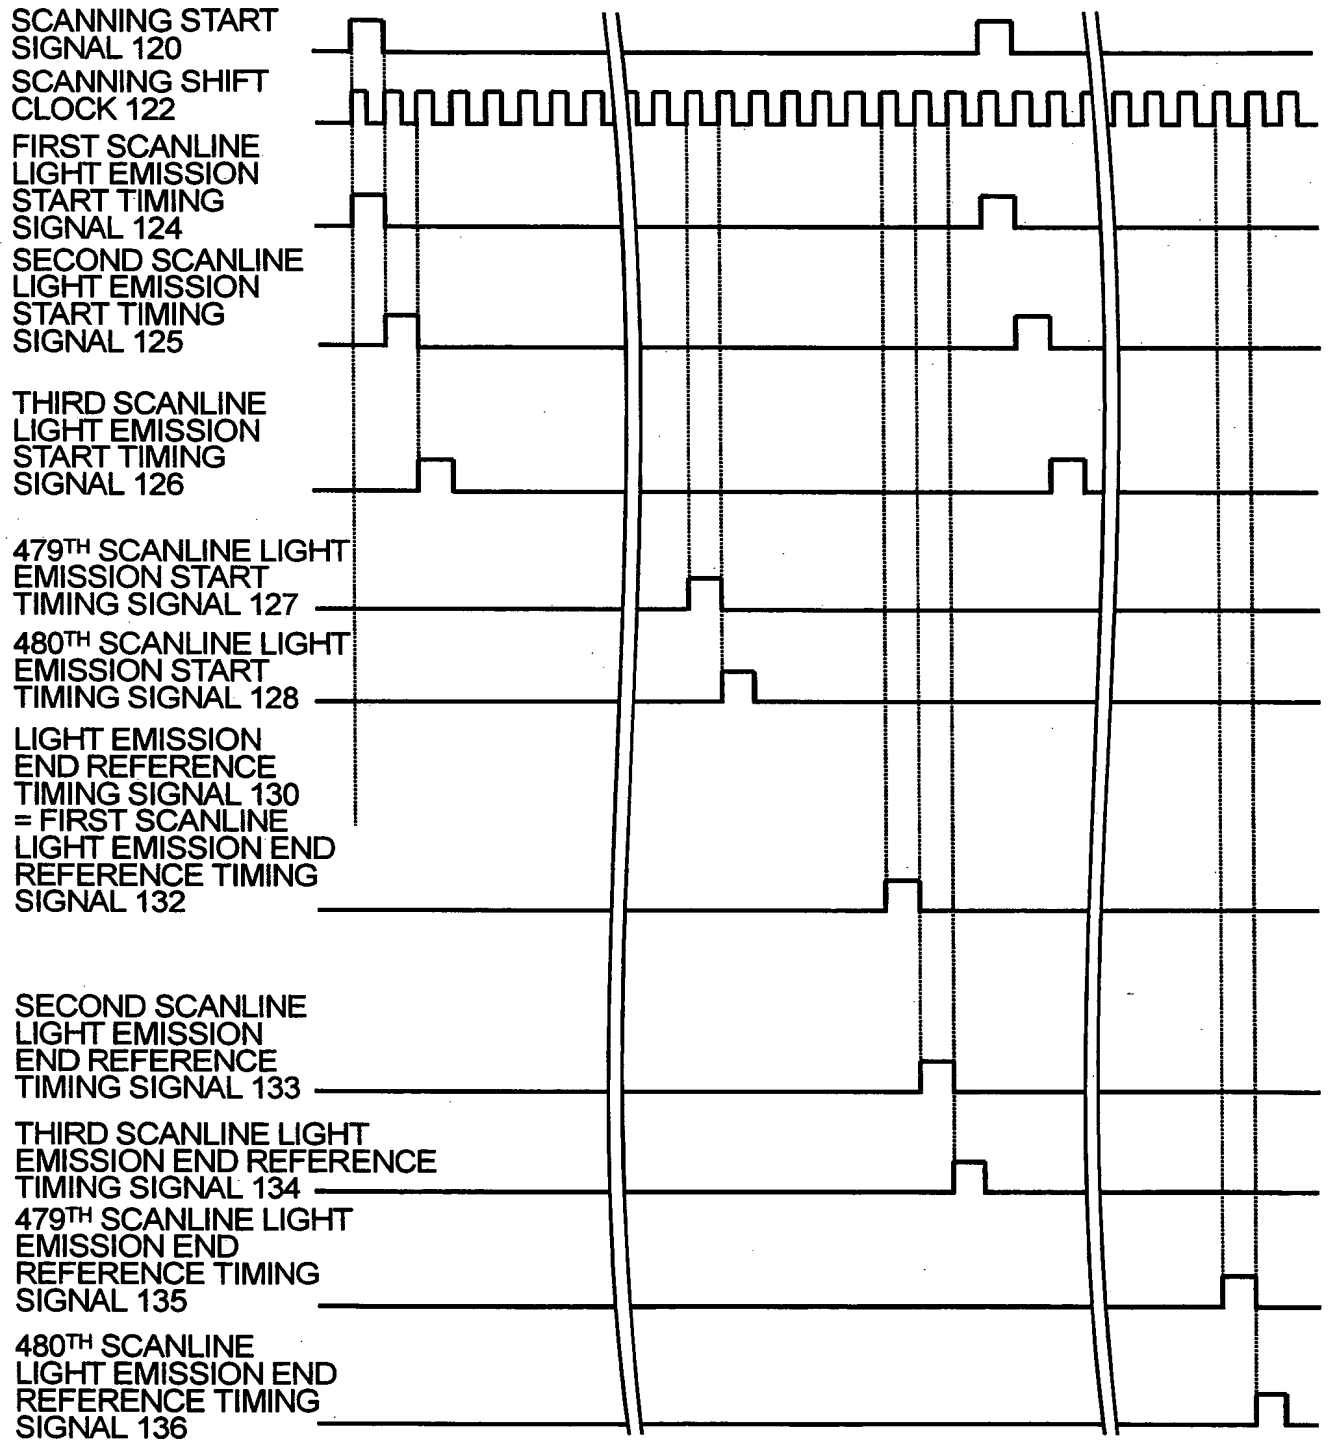 SCANNING START
SIGNAL 120
SCANNING SHIFT
CLOCK 122
FIRST SCANLINE
LIGHT EMISSION
START TIMING
SIGNAL 124
SECOND SCANLINE
LIGHT EMISSION
START TIMING
SIGNAL 125
THIRD SCANLINE
LIGHT EMISSION
START TIMING
SIGNAL 126
479TH SCANLINE LIGHT
EMISSION START
TIMING SIGNAL 127
480TH SCANLINE LIGHT
EMISSION START
TIMING SIGNAL 128
LIGHT EMISSION
END REFERENCE
TIMING SIGNAL 130
= FIRST SCANLINE
LIGHT EMISSION END
REFERENCE TIMING
SIGNAL 132
SECOND SCANLINE
LIGHT EMISSION
END REFERENCE
TIMING SIGNAL 133
THIRD SCANLINE LIGHT
EMISSION END REFERENCE
TIMING SIGNAL 134
479TH SCANLINE LIGHT
EMISSION END
REFERENCE TIMING
SIGNAL 135
480TH SCANLINE
LIGHT EMISSION END
REFERENCE TIMING
SIGNAL 136